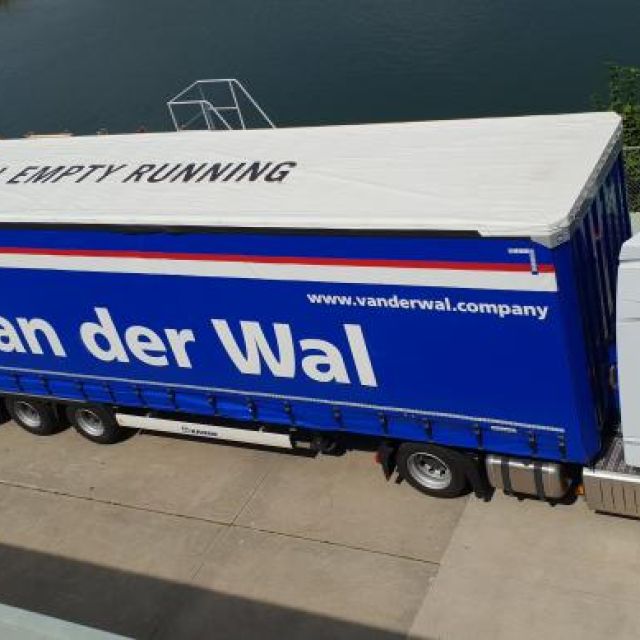 EMPTY RUNNING
www.vanderwal.company
an der Wal